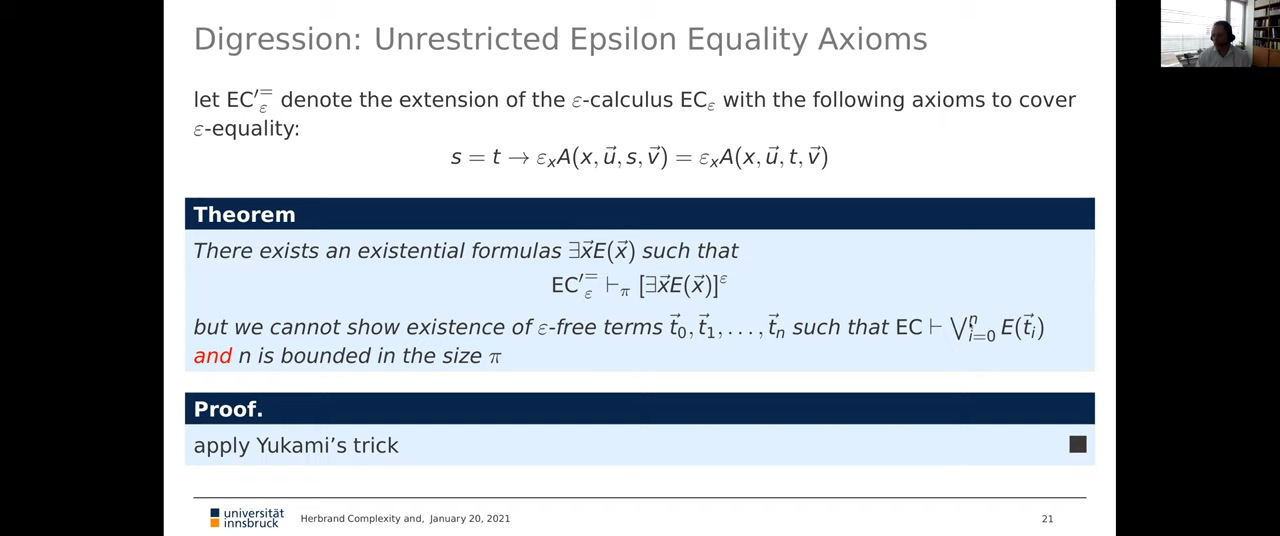 Digression: Unrestricted Epsilon Equality Axioms
let EC′ε= denote the extension of the ε-calculus ECε with the following axioms to cover
ε-equality:
s = t → εxA(x, u⃗, s, v⃗) = εxA(x, u⃗, t, v⃗)
Theorem
There exists an existential formulas ∃x⃗E(x⃗) such that
EC′ε= ⊢π [∃x⃗E(x⃗)]ε
but we cannot show existence of ε-free terms t⃗0, t⃗1, . . . , t⃗n such that EC ⊢ ⋁ni=0 E(t⃗i)
and n is bounded in the size π
Proof.
apply Yukami’s trick
universität
innsbruck
Herbrand Complexity and, January 20, 2021
21